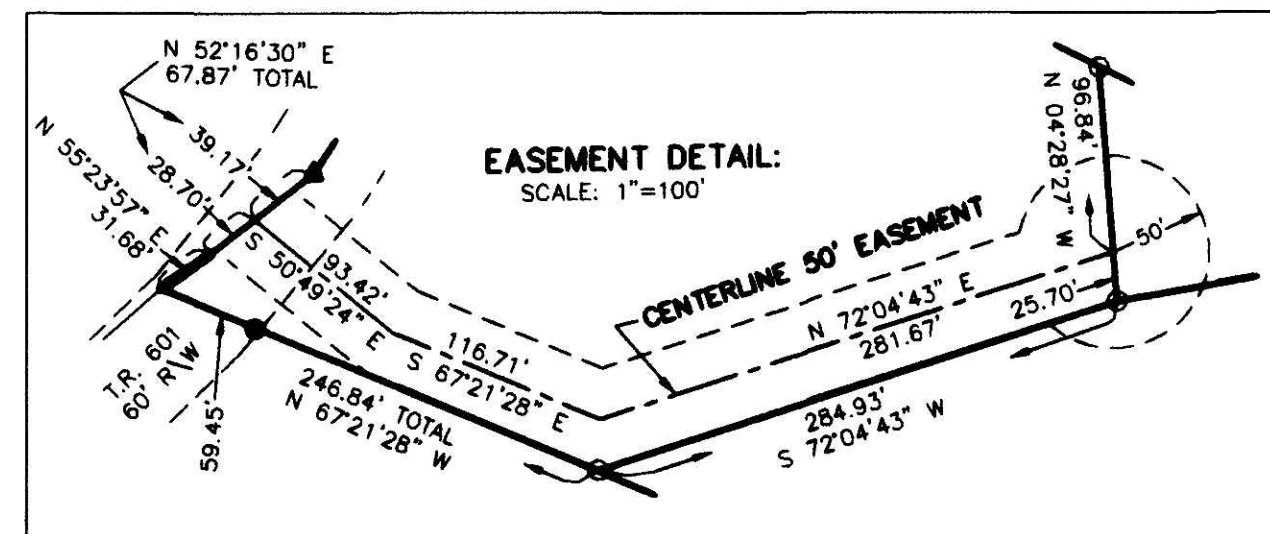 N 52°16'30" E
67.87' TOTAL
39.17'
28.70'
N 55°23'57" E
31.68'
EASEMENT DETAIL:
SCALE: 1"=100'
93.42'
S 50°49'24" E
CENTERLINE 50' EASEMENT
96.84'
N 04°28'27" W
50'
116.71'
S 67°21'28" E
N 72°04'43" E
281.67'
25.70'
T.R. 601
60' R\W
59.45
246.84' TOTAL
N 67°21'28" W
284.93'
S 72°04'43" W